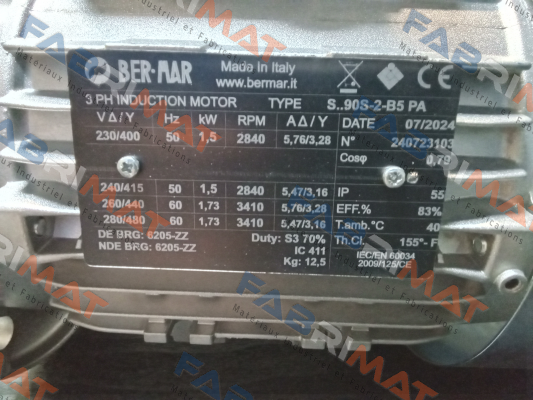 BER-MAR Made In Italy
www.bermar.it
3 PH INDUCTION MOTOR TYPE S..90S-2-B5 PA
V Δ / Y Hz kW RPM A Δ / Y DATE 07/2024
230/400 50 1,5 2840 5,76/3,28 N° 240723103
Cosφ 0,79
240/415 50 1,5 2840 5,47/3,16 IP 55
260/440 60 1,73 3410 5,76/3,28 EFF.% 83%
280/480 60 1,73 3410 5,47/3,16 T.amb.°C 40
DE BRG: 6205-ZZ Duty: S3 70% Th.Cl. 155°- F
NDE BRG: 6205-ZZ IC 411 IEC/EN 60034
Kg: 12,5 2009/125/CE
FABRIMAT